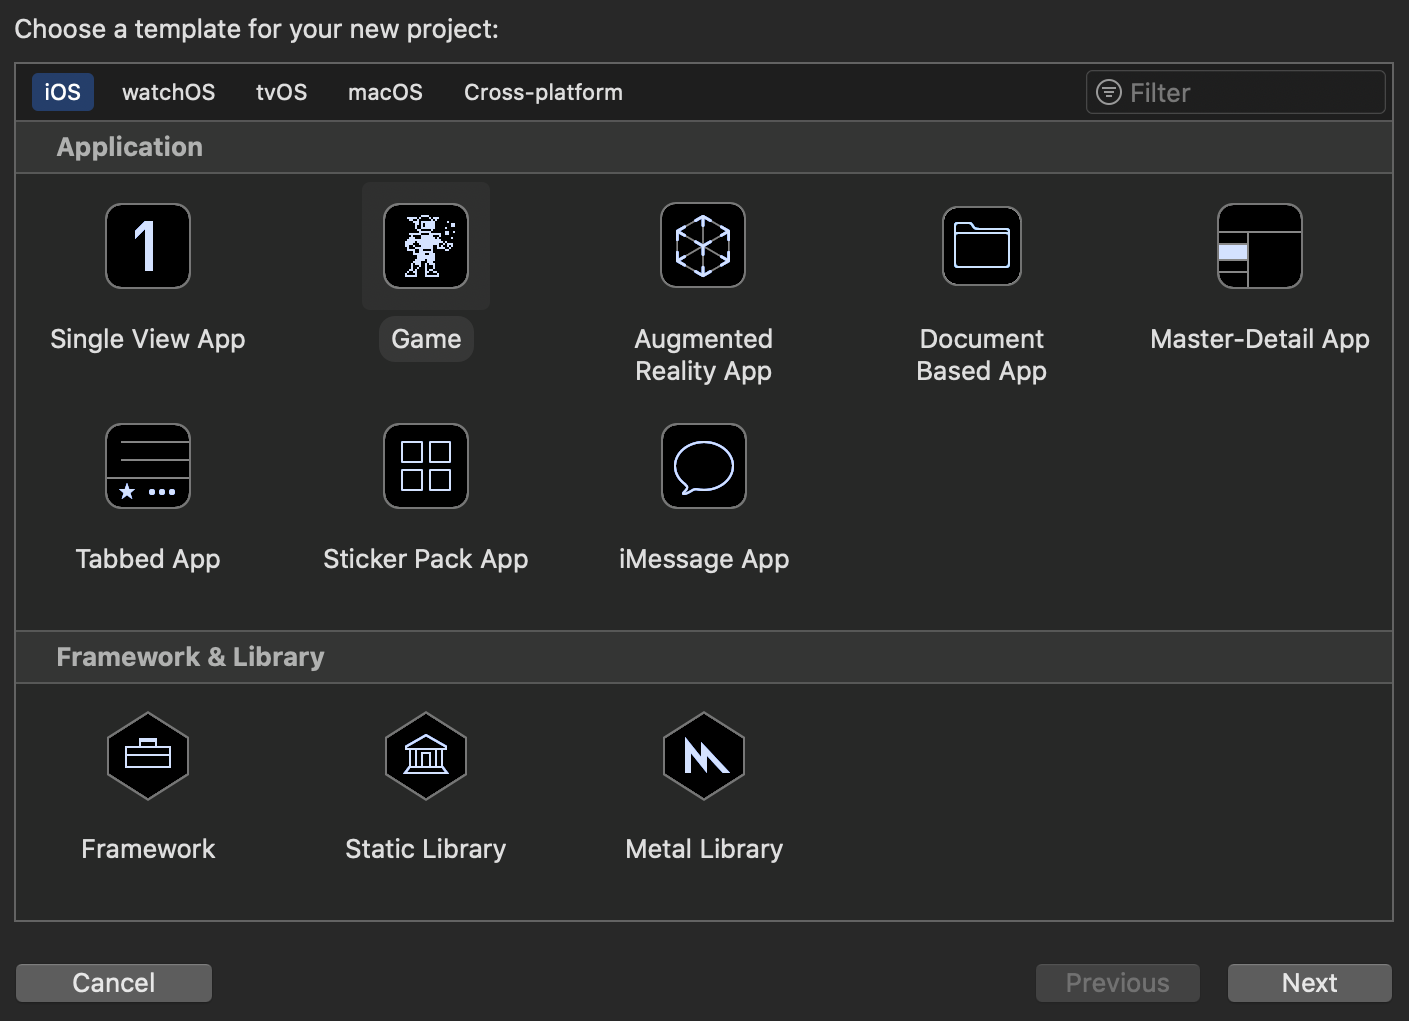 Choose a template for your new project:
iOS watchOS tvOS macOS Cross-platform Filter
Application
1
Single View App
Game
Augmented
Reality App
Document
Based App
Master-Detail App
Tabbed App
Sticker Pack App
iMessage App
Framework & Library
Framework
Static Library
Metal Library
Cancel
Previous
Next